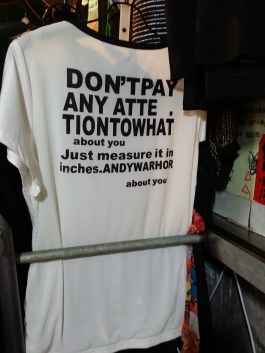 DON'TPAY
ANY ATTE .
TIONTOWHAT
about you
Just measure it in
inches.ANDYWARHOR
about you